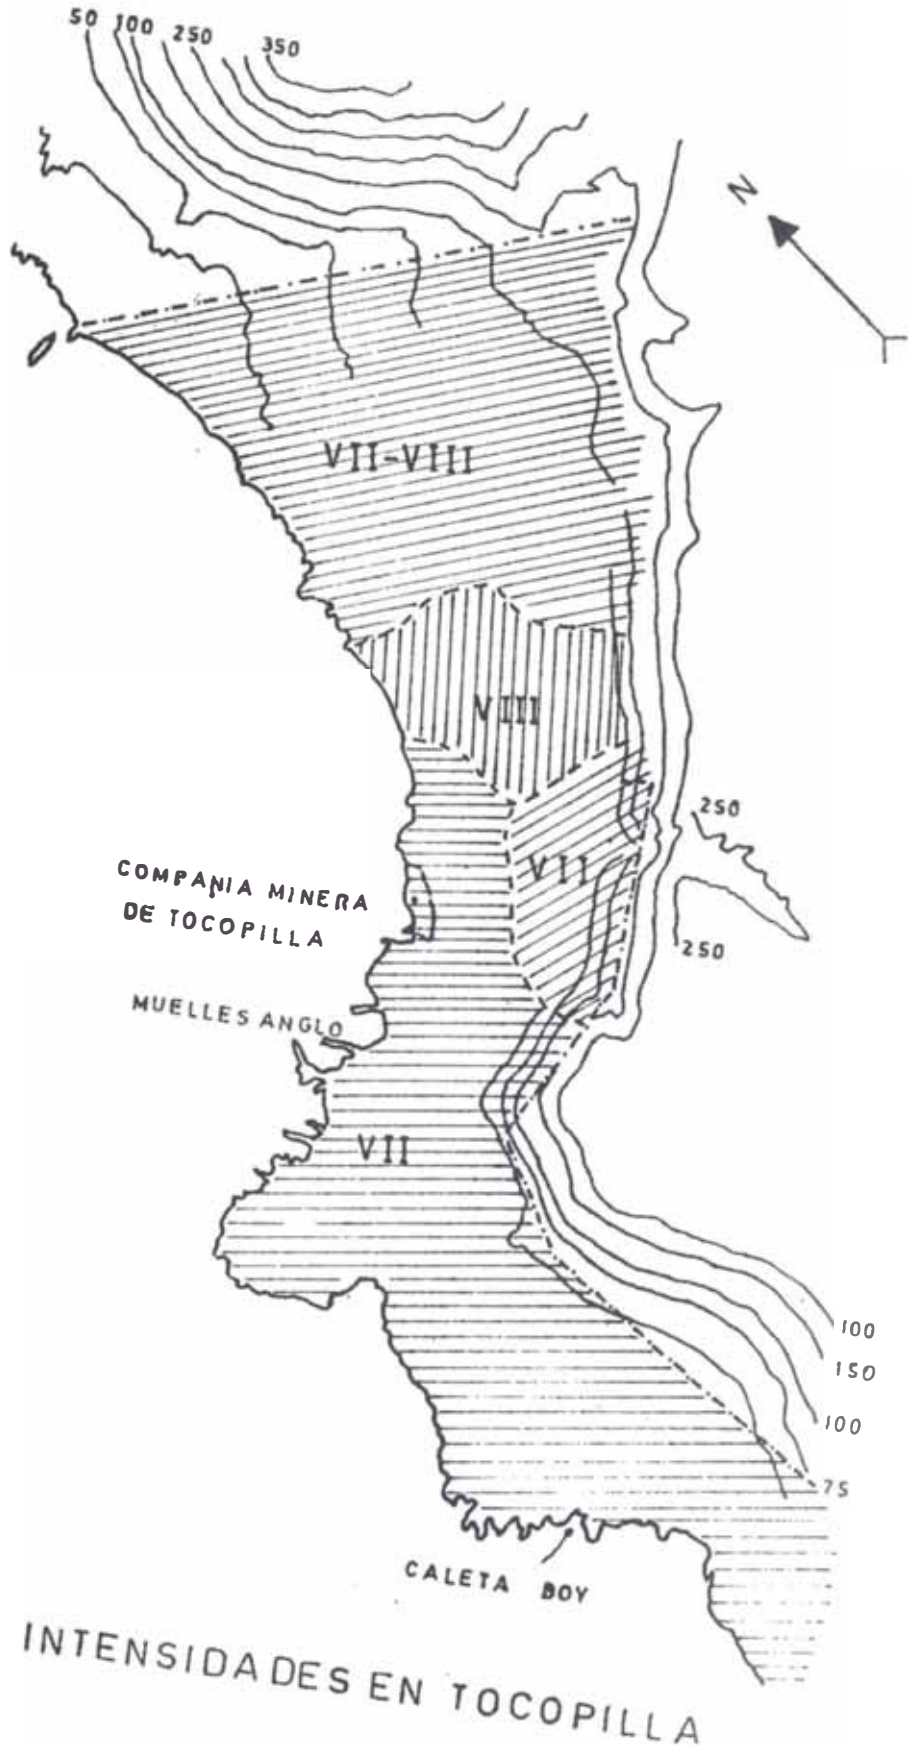 50 100 250 350
N
VII-VIII
VIII
250
VII
COMPAÑIA MINERA
DE TOCOPILLA
250
MUELLES ANGLO
VII
100
150
100
75
CALETA BOY
INTENSIDADES EN TOCOPILLA